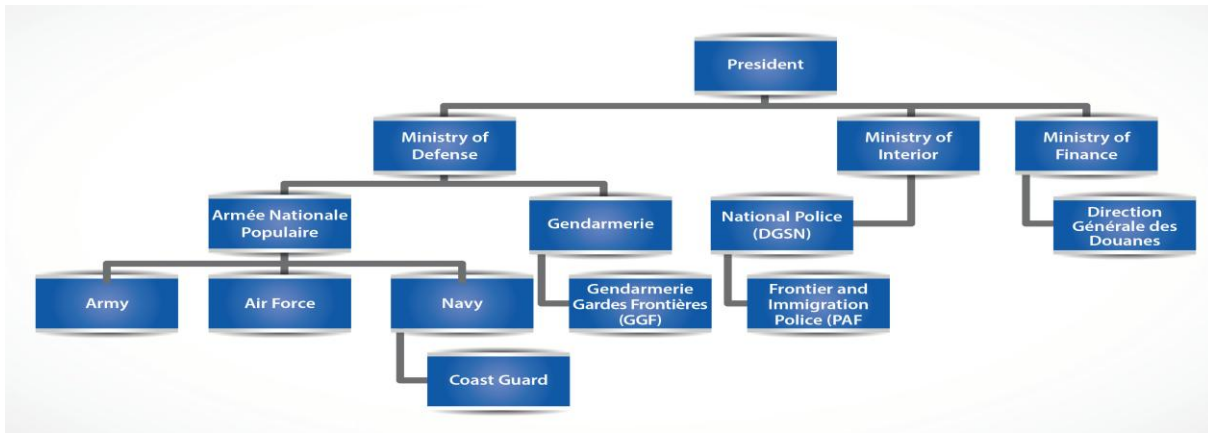 President
Ministry of
Defense
Ministry of
Interior
Ministry of
Finance
Armée Nationale
Populaire
Gendarmerie
National Police
(DGSN)
Direction
Générale des
Douanes
Army
Air Force
Navy
Gendarmerie
Gardes Frontières
(GGF)
Frontier and
Immigration
Police (PAF
Coast Guard